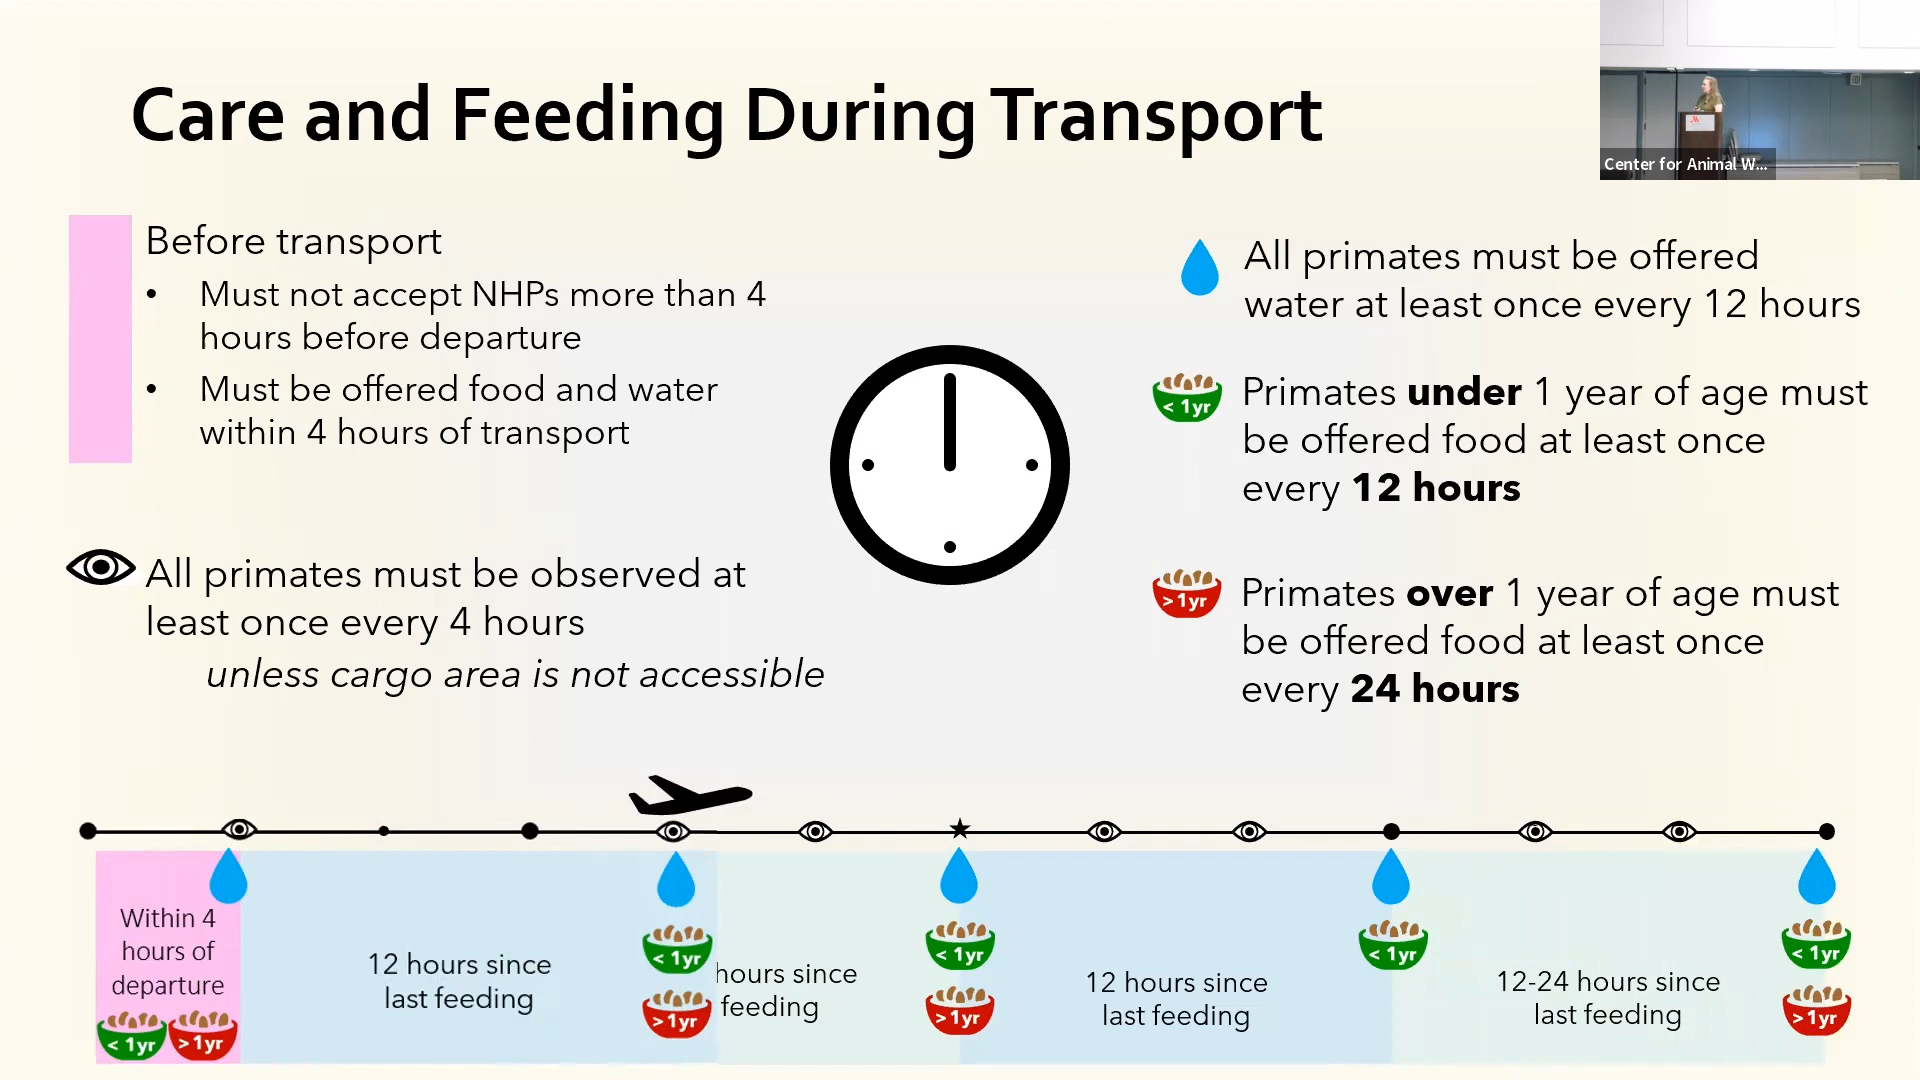 Care and Feeding During Transport
Center for Animal W...
Before transport
• Must not accept NHPs more than 4
hours before departure
• Must be offered food and water
within 4 hours of transport
All primates must be observed at
least once every 4 hours
unless cargo area is not accessible
All primates must be offered
water at least once every 12 hours
< 1yr
Primates under 1 year of age must
be offered food at least once
every 12 hours
>1yr
Primates over 1 year of age must
be offered food at least once
every 24 hours
Within 4
hours of
departure
< 1yr
>1yr
12 hours since
last feeding
< 1yr
>1yr
hours since
feeding
< 1yr
>1yr
12 hours since
last feeding
< 1yr
12-24 hours since
last feeding
< 1yr
>1yr